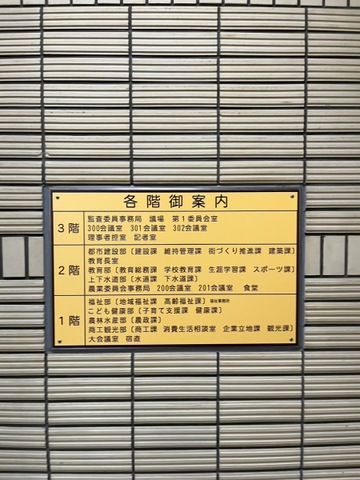 各階御案内
3階
監査委員事務局 議場 第1委員会室
300会議室 301会議室 302会議室
理事者控室 記者室
2階
都市建設部(建設課 維持管理課 街づくり推進課 建築課)
教育長室
教育部(教育総務課 学校教育課 生涯学習課 スポーツ課)
上下水道部(水道課 下水道課)
農業委員会事務局 200会議室 201会議室 食堂
1階
福祉部(地域福祉課 高齢福祉課) 福祉事務所
こども健康部(子育て支援課 健康課)
農林水産部(農政課)
商工観光部(商工課 消費生活相談室 企業立地課 観光課)
大会議室 宿直